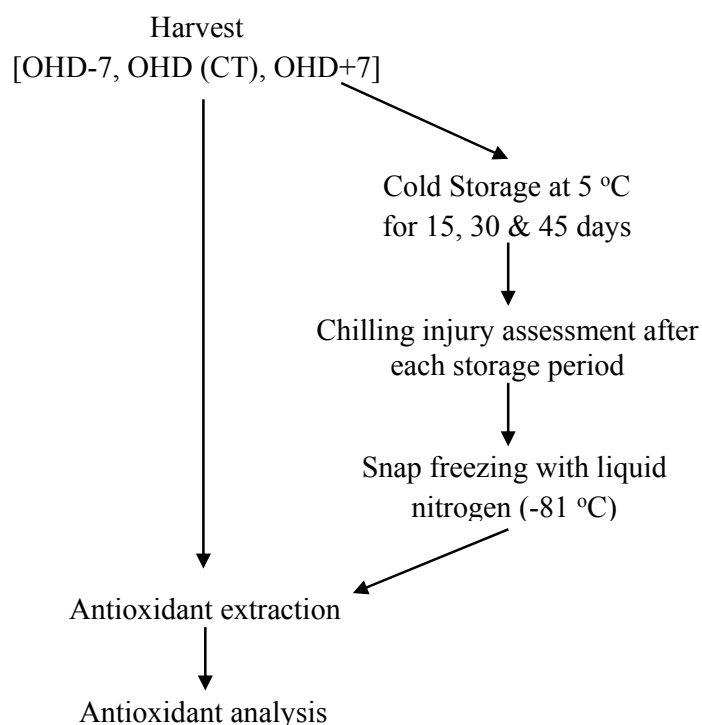 Harvest
[OHD-7, OHD (CT), OHD+7]
Cold Storage at 5 °C
for 15, 30 & 45 days
Chilling injury assessment after
each storage period
Snap freezing with liquid
nitrogen (-81 °C)
Antioxidant extraction
Antioxidant analysis